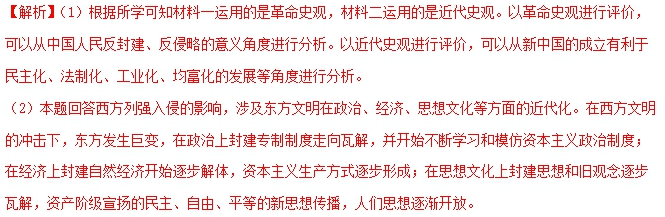 【解析】（1）根据所学可知材料一运用的是革命史观，材料二运用的是近代史观。以革命史观进行评价，
可以从中国人民反封建、反侵略的意义角度进行分析。以近代史观进行评价，可以从新中国的成立有利于
民主化、法制化、工业化、均富化的发展等角度进行分析。
（2）本题回答西方列强入侵的影响，涉及东方文明在政治、经济、思想文化等方面的近代化。在西方文明
的冲击下，东方发生巨变，在政治上封建专制制度走向瓦解，并开始不断学习和模仿资本主义政治制度；
在经济上封建自然经济开始逐步解体，资本主义生产方式逐步形成；在思想文化上封建思想和旧观念逐步
瓦解，资产阶级宣扬的民主、自由、平等的新思想传播，人们思想逐渐开放。